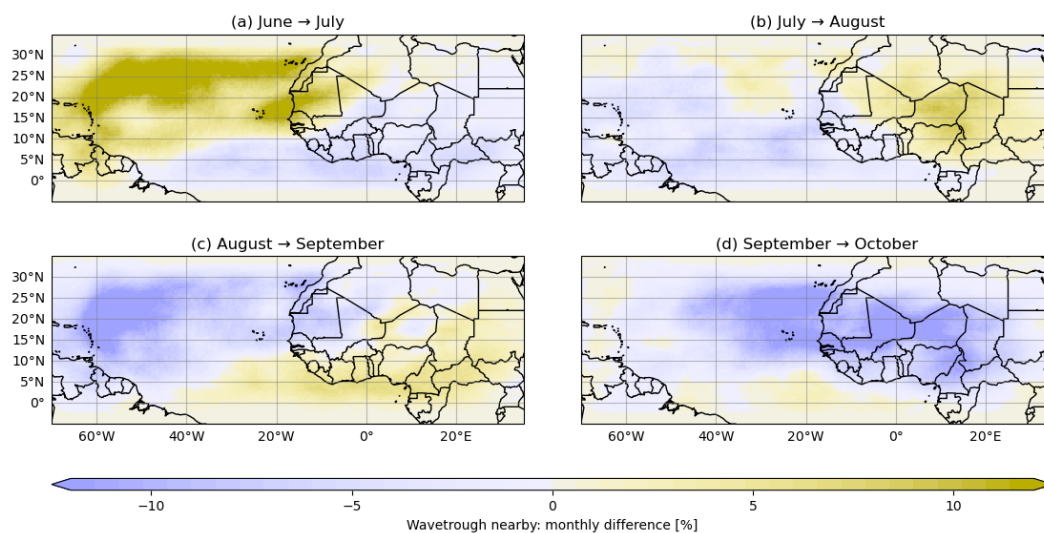 (a) June → July
(b) July → August
30°N
25°N
20°N
15°N
10°N
5°N
0°
(c) August → September
(d) September → October
30°N
25°N
20°N
15°N
10°N
5°N
0°
60°W 40°W 20°W 0° 20°E
60°W 40°W 20°W 0° 20°E
−10 −5 0 5 10
Wavetrough nearby: monthly difference [%]